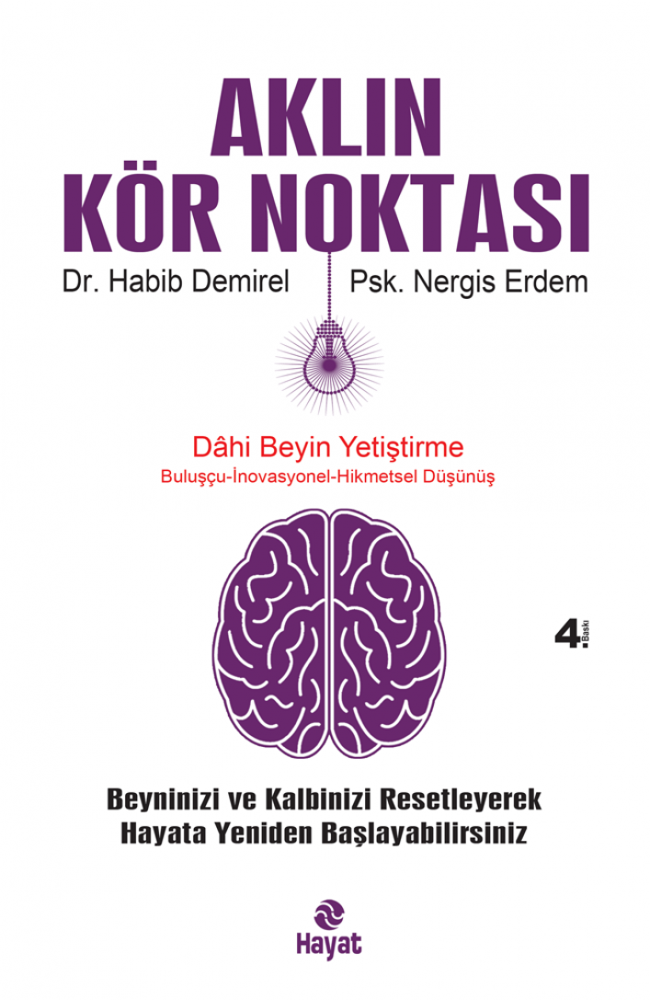 AKLIN
KÖR NOKTASI
Dr. Habib Demirel Psk. Nergis Erdem
Dâhi Beyin Yetiştirme
Buluşçu-İnovasyonel-Hikmetsel Düşünüş
4. Baskı
Beyninizi ve Kalbinizi Resetleyerek
Hayata Yeniden Başlayabilirsiniz
Hayat